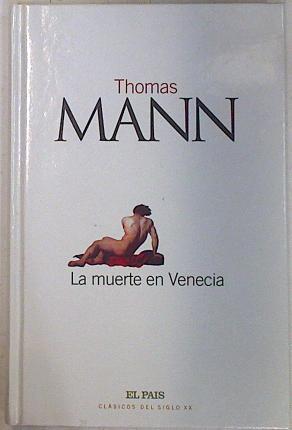 Thomas
MANN
La muerte en Venecia
EL PAIS
CLÁSICOS DEL SIGLO XX